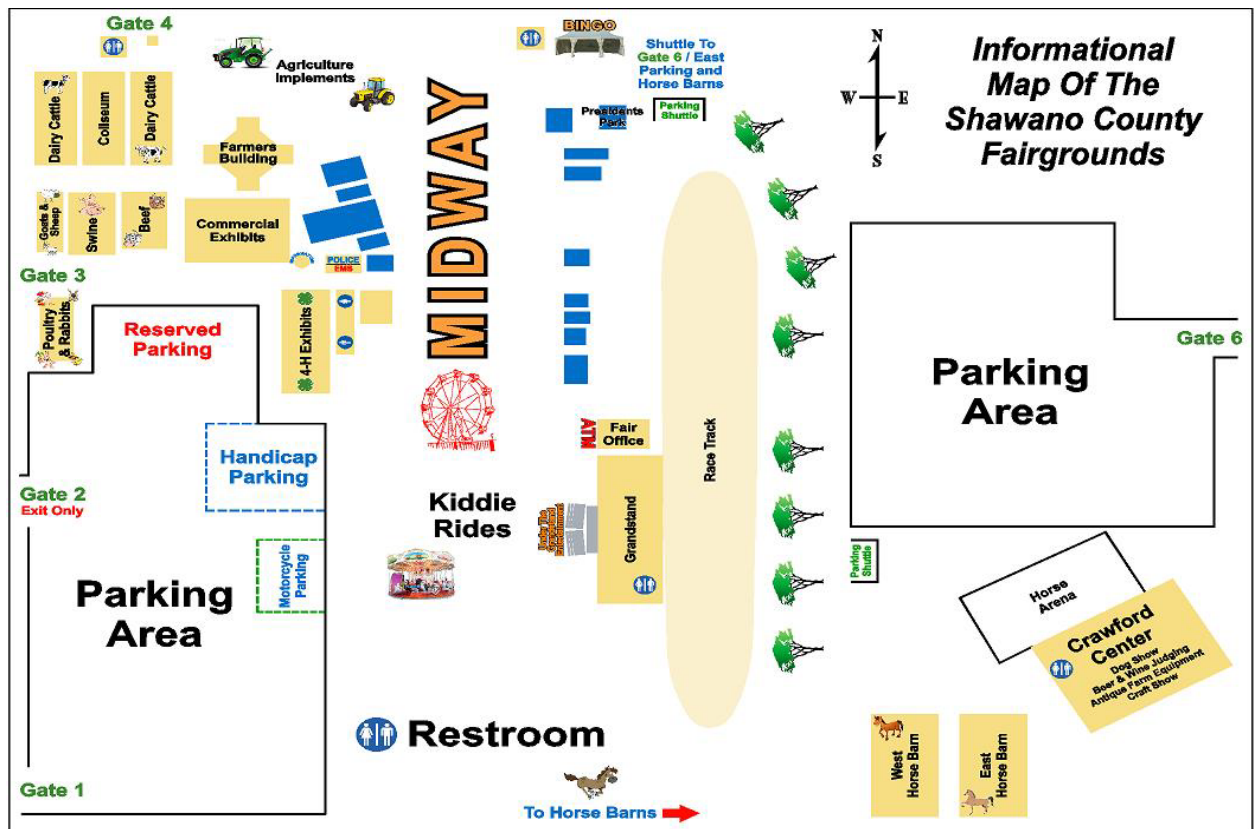 Gate 4
BINGO
Informational
Map Of The
Shawano County
Fairgrounds
N
W
E
S
Shuttle To
Gate 6 / East
Parking and
Horse Barns
Agriculture
Implements
Dairy Cattle
Coliseum
Dairy Cattle
MIDWAY
Presidents
Park
Parking
Shuttle
Farmers
Building
Goats &
Sheep
Swine
Beef
Commercial
Exhibits
POLICE
EMS
Gate 3
Poultry
& Rabbits
Reserved
Parking
4-H Exhibits
Gate 6
Parking
Area
Race Track
ATM
Fair
Office
Handicap
Parking
Gate 2
Exit Only
Kiddie
Rides
Under The
Grandstand
Entertainment
Grandstand
Motorcycle
Parking
Parking
Area
Parking
Shuttle
Horse
Arena
Crawford
Center
Dog Show
Beer & Wine Judging
Antique Farm Equipment
Craft Show
Restroom
West
Horse Barn
East
Horse Barn
Gate 1
To Horse Barns